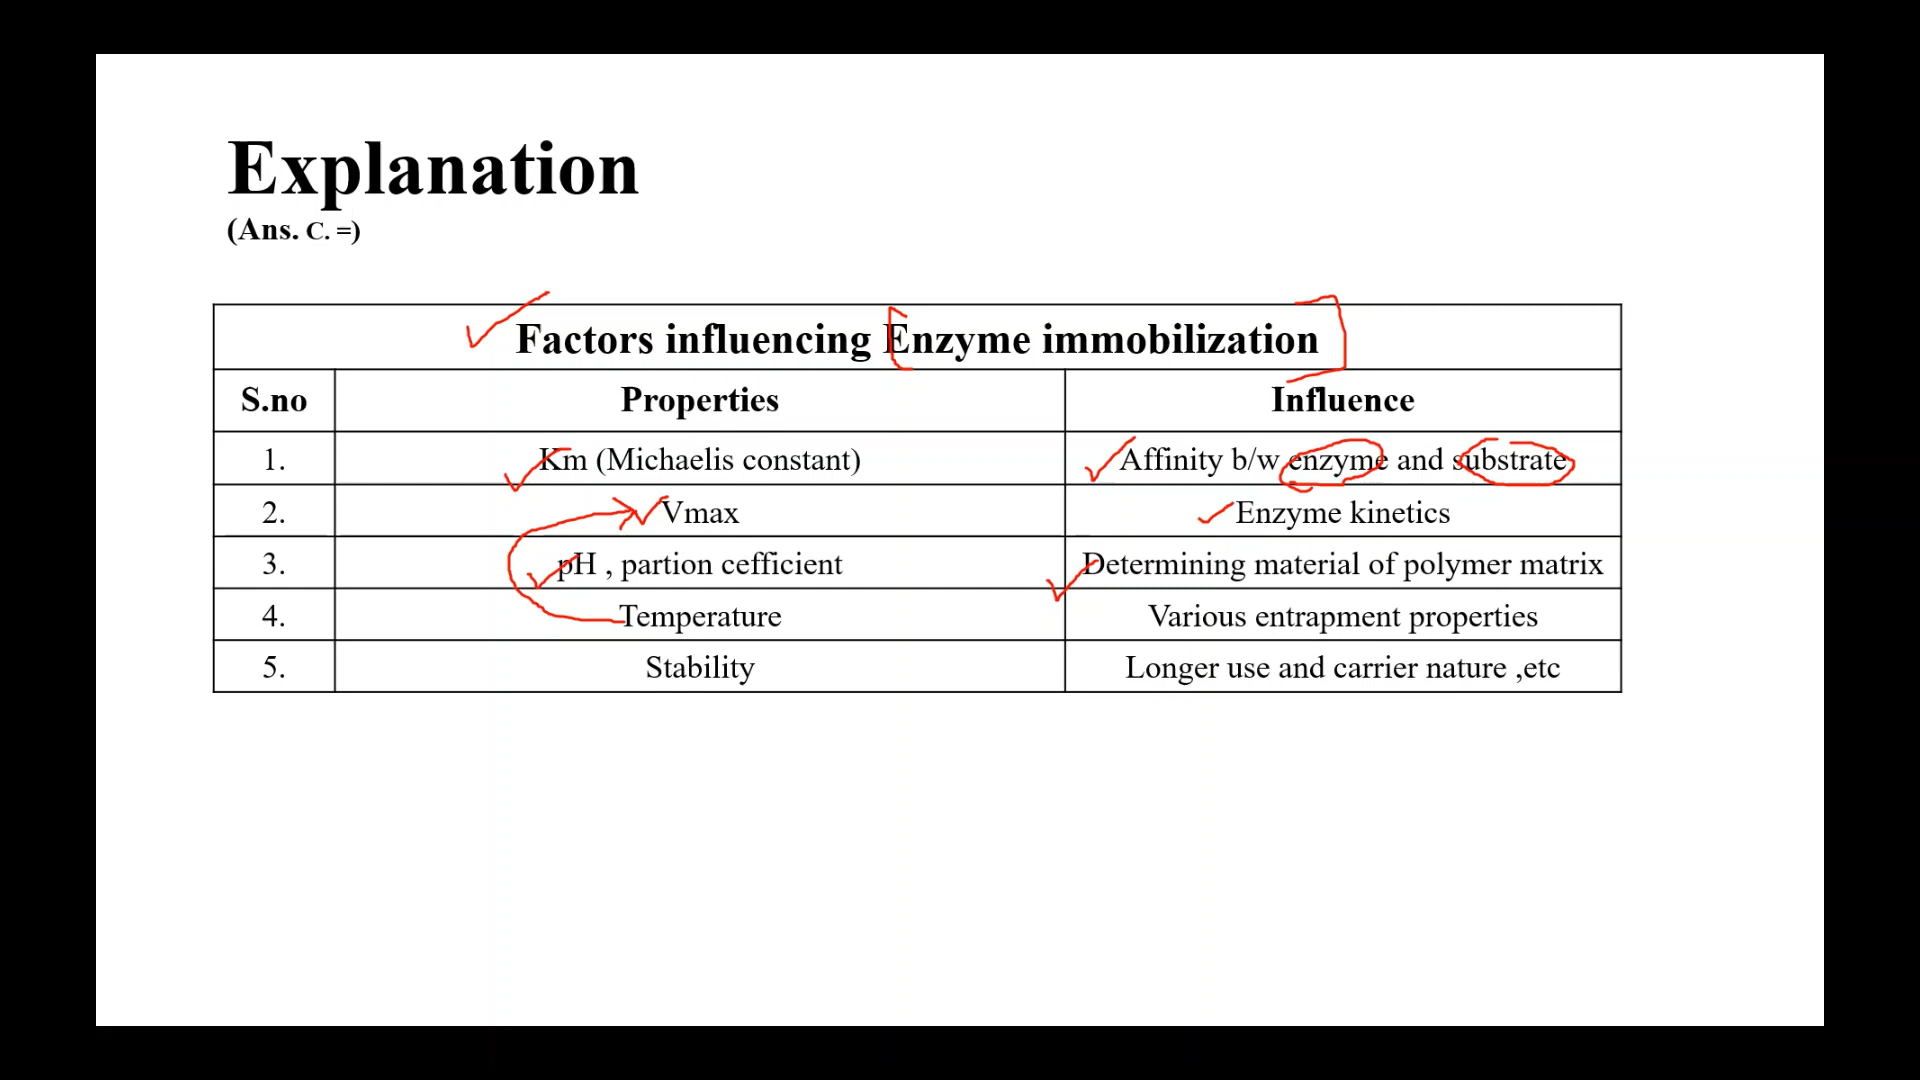 Explanation
(Ans. C. =)
Factors influencing Enzyme immobilization
S.no Properties Influence
1. Km (Michaelis constant) Affinity b/w enzyme and substrate
2. Vmax Enzyme kinetics
3. pH , partion cefficient Determining material of polymer matrix
4. Temperature Various entrapment properties
5. Stability Longer use and carrier nature ,etc